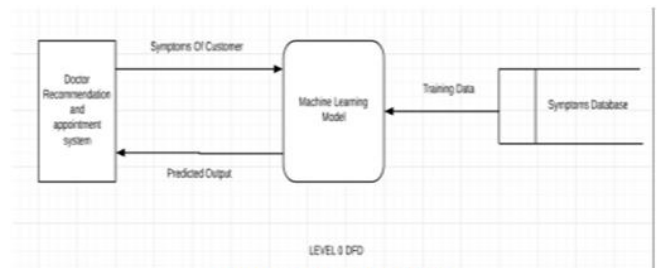 Symptoms Of Customer
Doctor
Recommendation
and
appointment
system
Machine Learning
Model
Training Data
Symptoms Database
Predicted Output
LEVEL 0 DFD